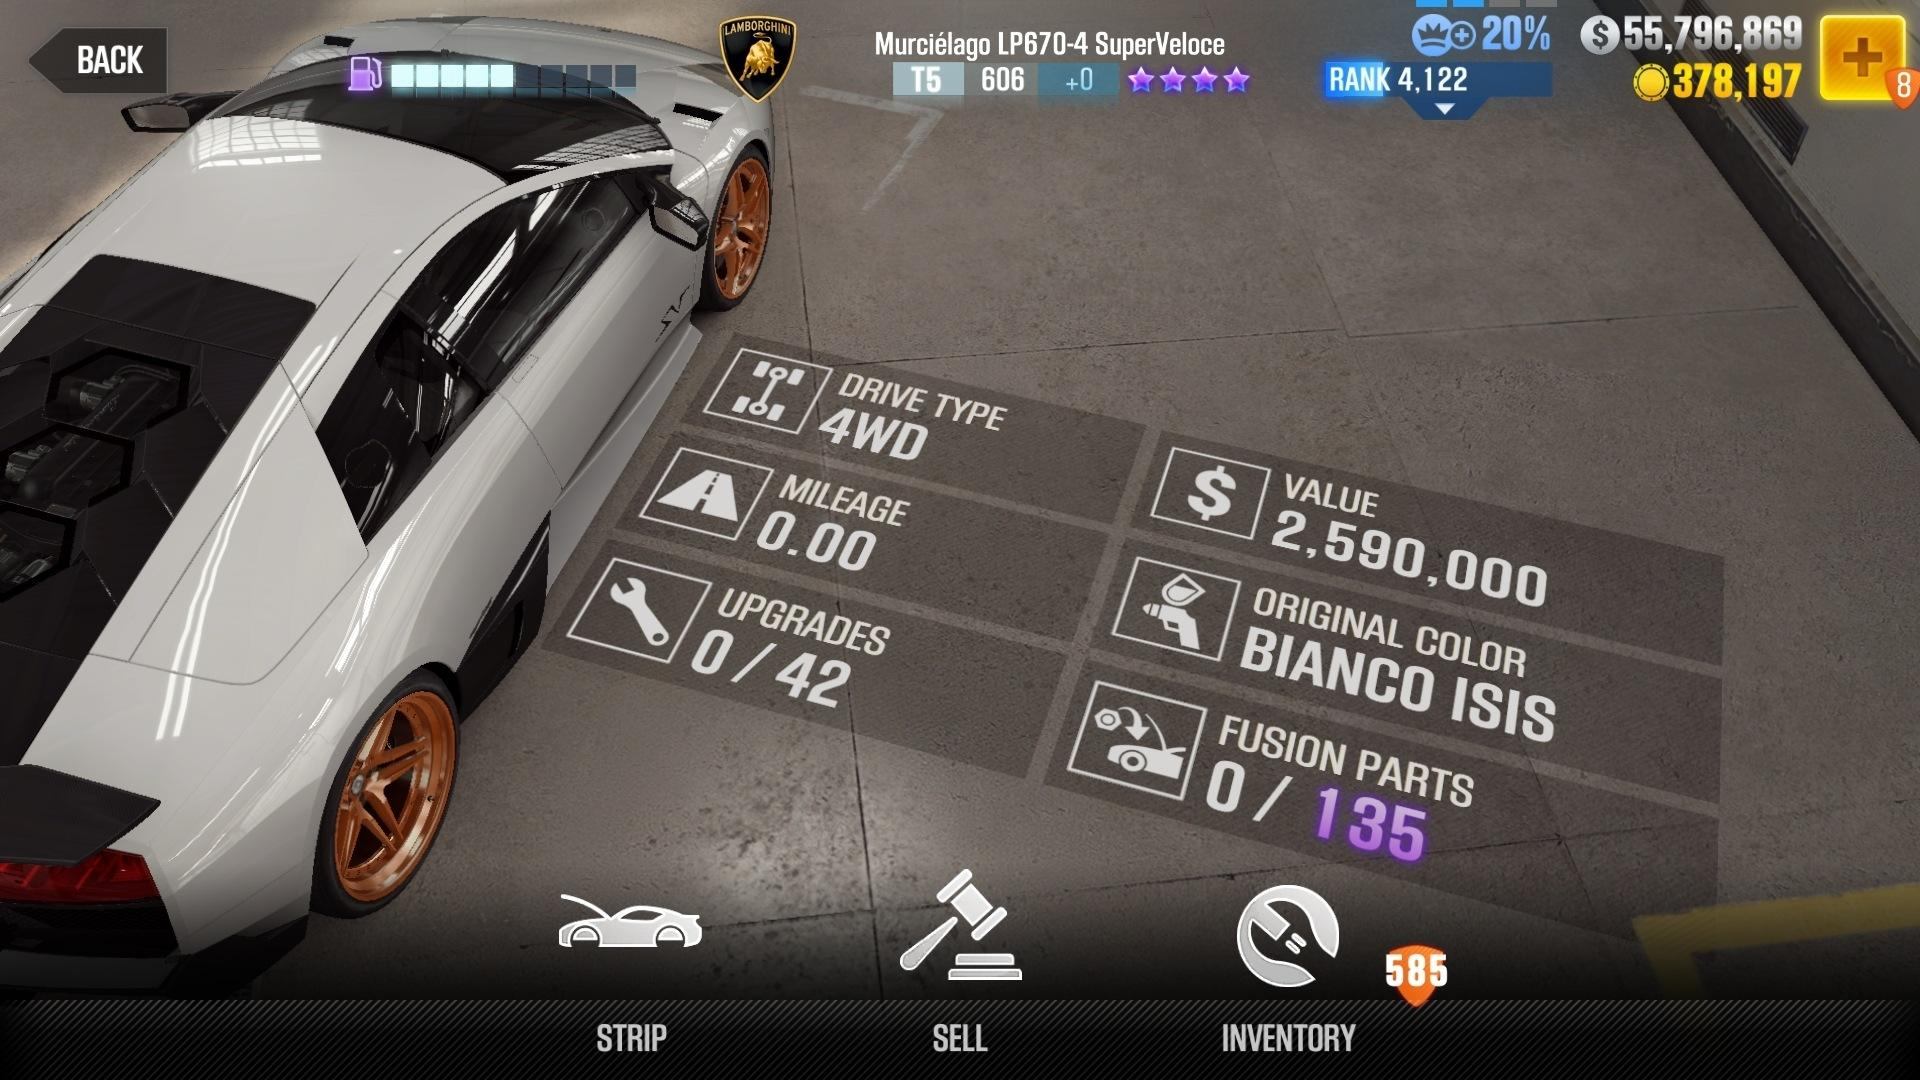 BACK
LAMBORGHINI
Murciélago LP670-4 SuperVeloce
T5 606 +0
20%
RANK 4,122
$ 55,796,869
378,197
8
DRIVE TYPE
4WD
MILEAGE
0.00
UPGRADES
0/42
$ VALUE
2,590,000
ORIGINAL COLOR
BIANCO ISIS
FUSION PARTS
0/ 135
SV
585
STRIP
SELL
INVENTORY